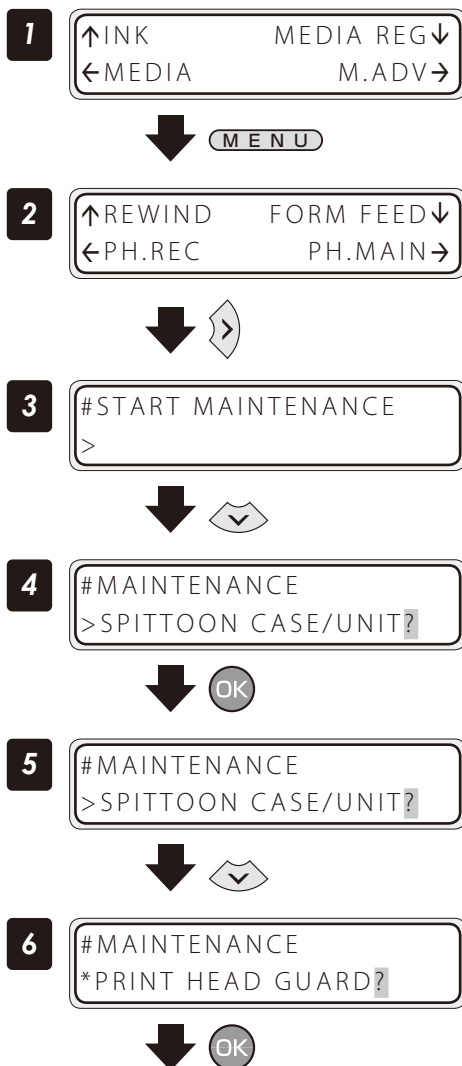 1
↑INK MEDIA REG↓
←MEDIA M.ADV→
MENU
2
↑REWIND FORM FEED↓
←PH.REC PH.MAIN→
3
#START MAINTENANCE
>
4
#MAINTENANCE
>SPITTOON CASE/UNIT?
OK
5
#MAINTENANCE
>SPITTOON CASE/UNIT?
6
#MAINTENANCE
*PRINT HEAD GUARD?
OK